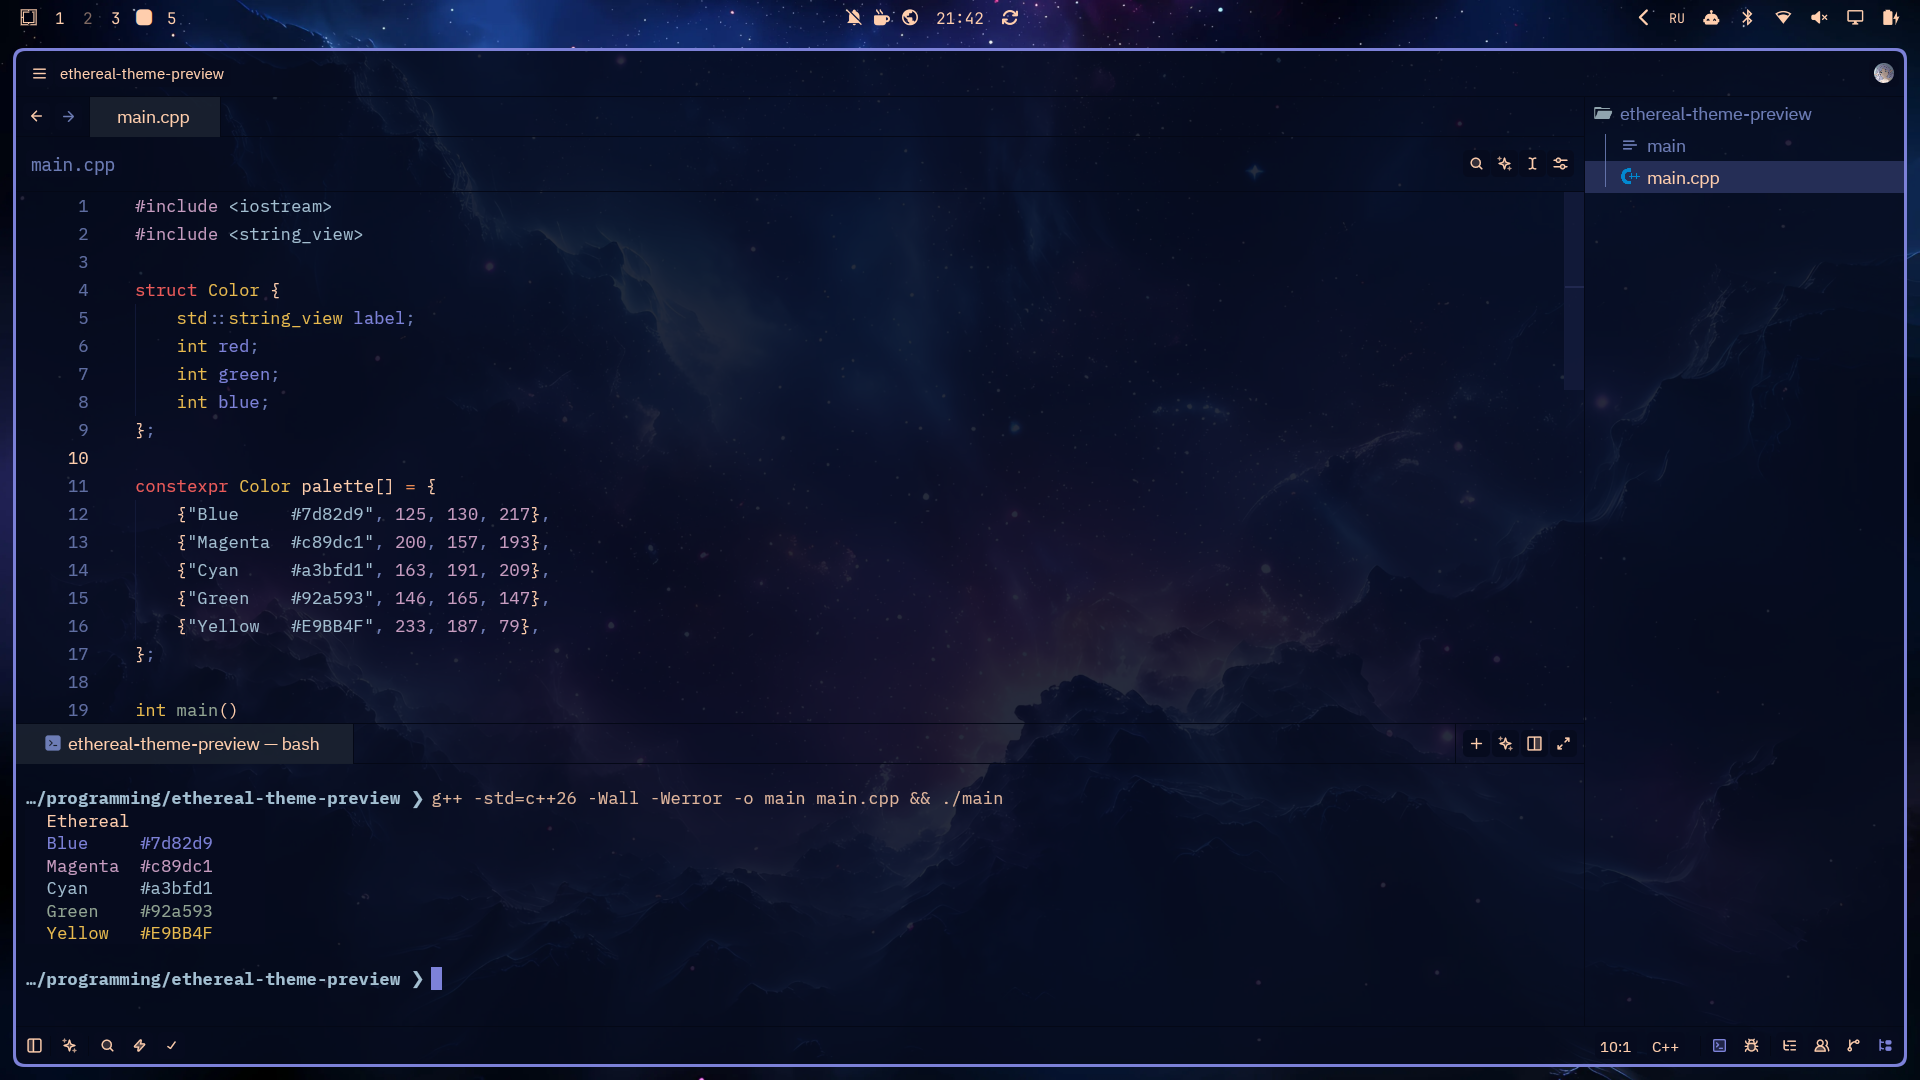 1 2 3 5 21:42 RU
ethereal-theme-preview
main.cpp
main.cpp
1 #include <iostream>
2 #include <string_view>
3
4 struct Color {
5     std::string_view label;
6     int red;
7     int green;
8     int blue;
9 };
10
11 constexpr Color palette[] = {
12     {"Blue     #7d82d9", 125, 130, 217},
13     {"Magenta  #c89dc1", 200, 157, 193},
14     {"Cyan     #a3bfd1", 163, 191, 209},
15     {"Green    #92a593", 146, 165, 147},
16     {"Yellow   #E9BB4F", 233, 187, 79},
17 };
18
19 int main()
ethereal-theme-preview
main
main.cpp
ethereal-theme-preview — bash
…/programming/ethereal-theme-preview ❯ g++ -std=c++26 -Wall -Werror -o main main.cpp && ./main
Ethereal
Blue     #7d82d9
Magenta  #c89dc1
Cyan     #a3bfd1
Green    #92a593
Yellow   #E9BB4F
…/programming/ethereal-theme-preview ❯
10:1 C++